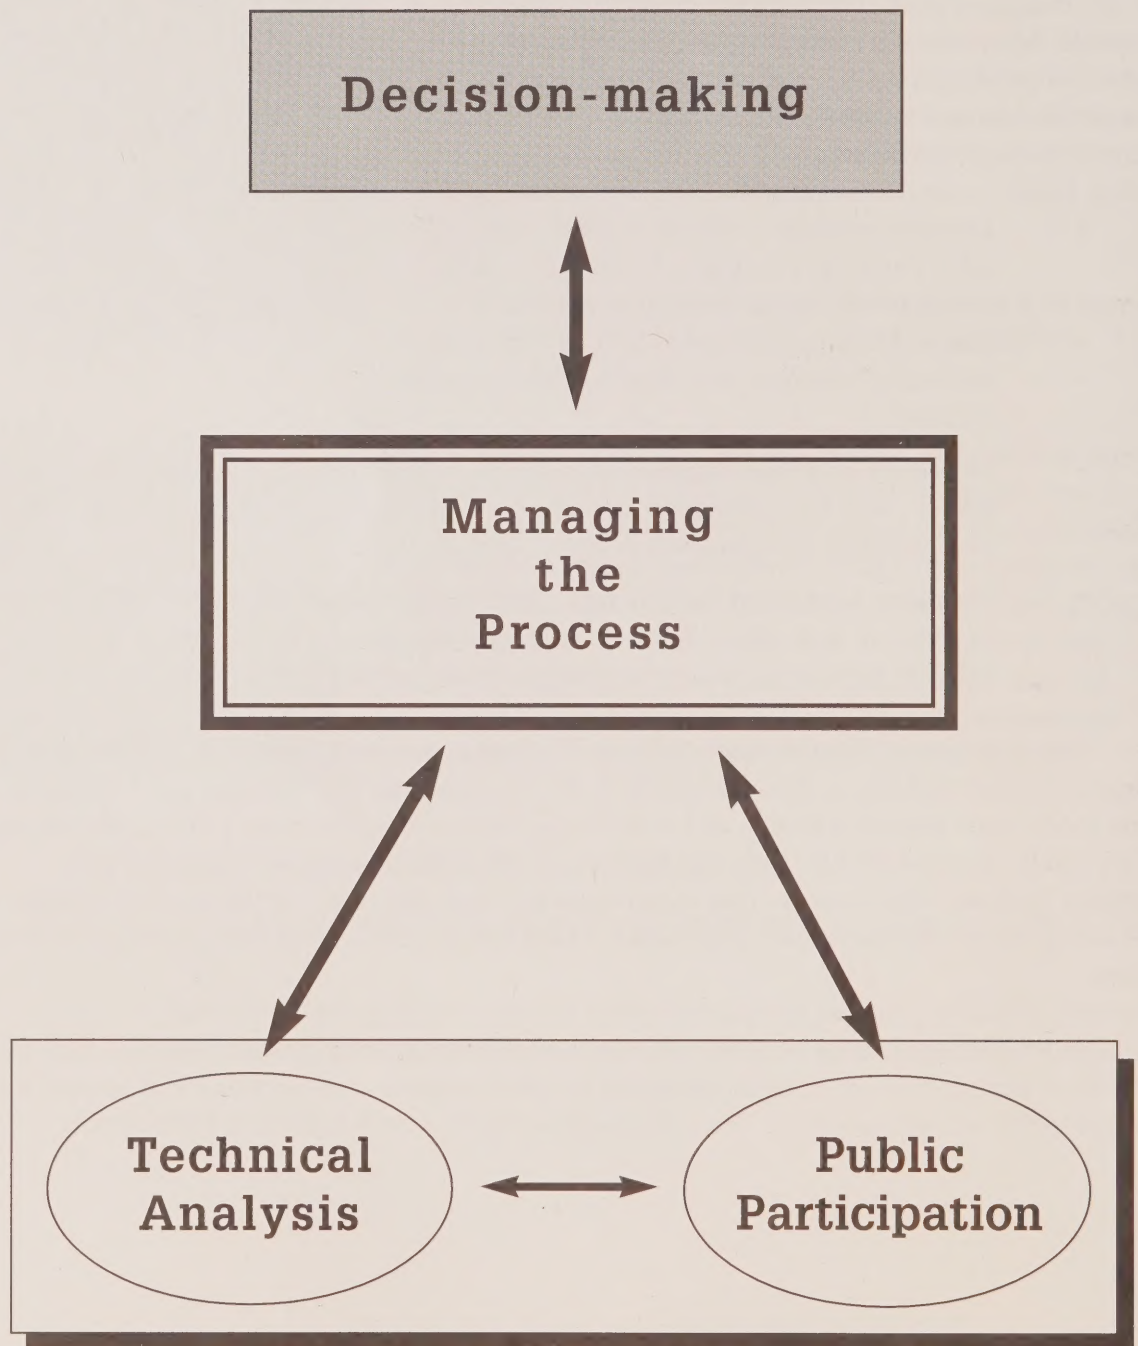 Decision-making
Managing
the
Process
Technical
Analysis
Public
Participation